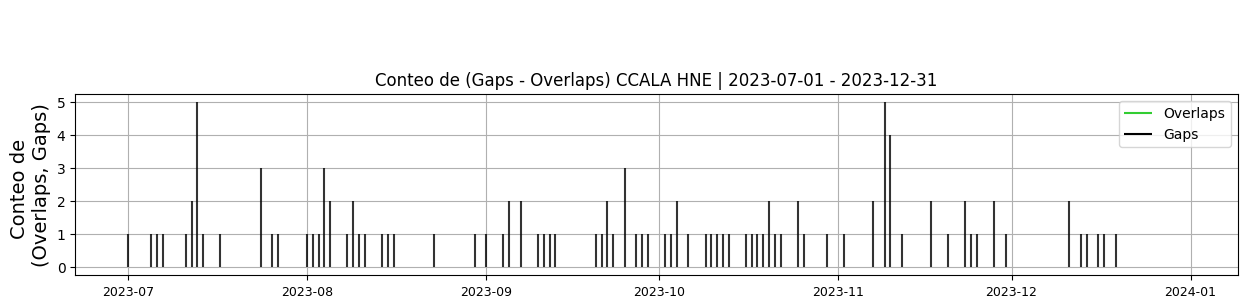 Conteo de (Gaps - Overlaps) CCALA HNE | 2023-07-01 - 2023-12-31
Conteo de
(Overlaps, Gaps)
5
4
3
2
1
0
Overlaps
Gaps
2023-07
2023-08
2023-09
2023-10
2023-11
2023-12
2024-01